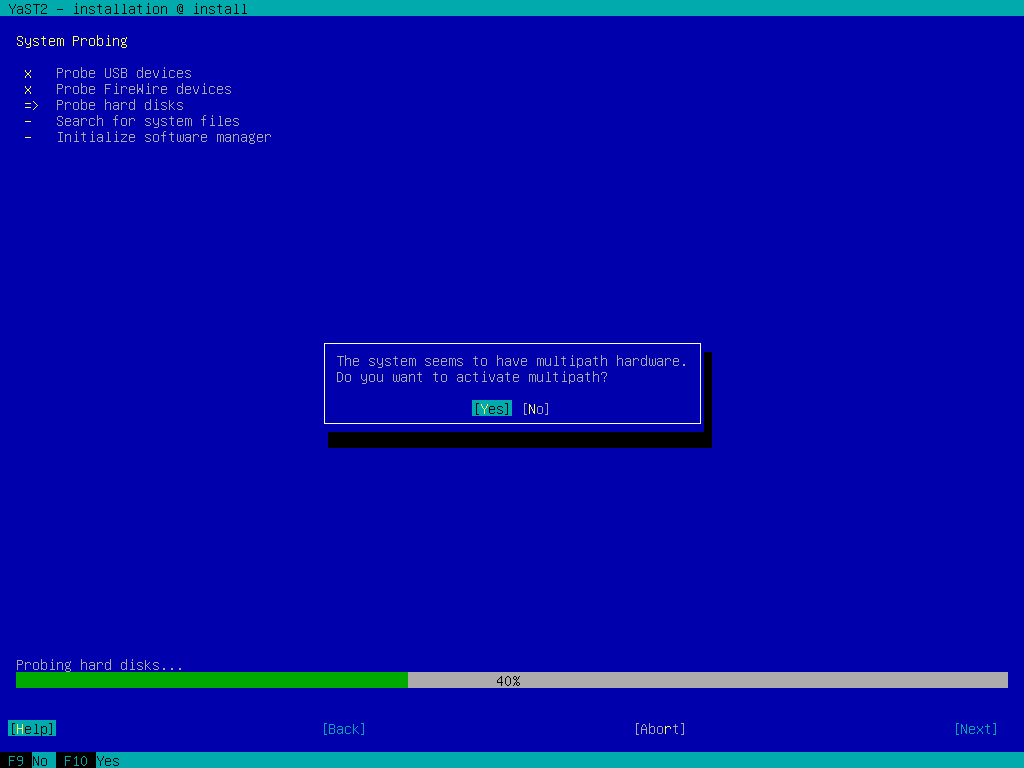 YaST2 - installation @ install
System Probing
x Probe USB devices
x Probe FireWire devices
=> Probe hard disks
- Search for system files
- Initialize software manager
The system seems to have multipath hardware.
Do you want to activate multipath?
[Yes] [No]
Probing hard disks...
40%
[Help] [Back] [Abort] [Next]
F9 No F10 Yes